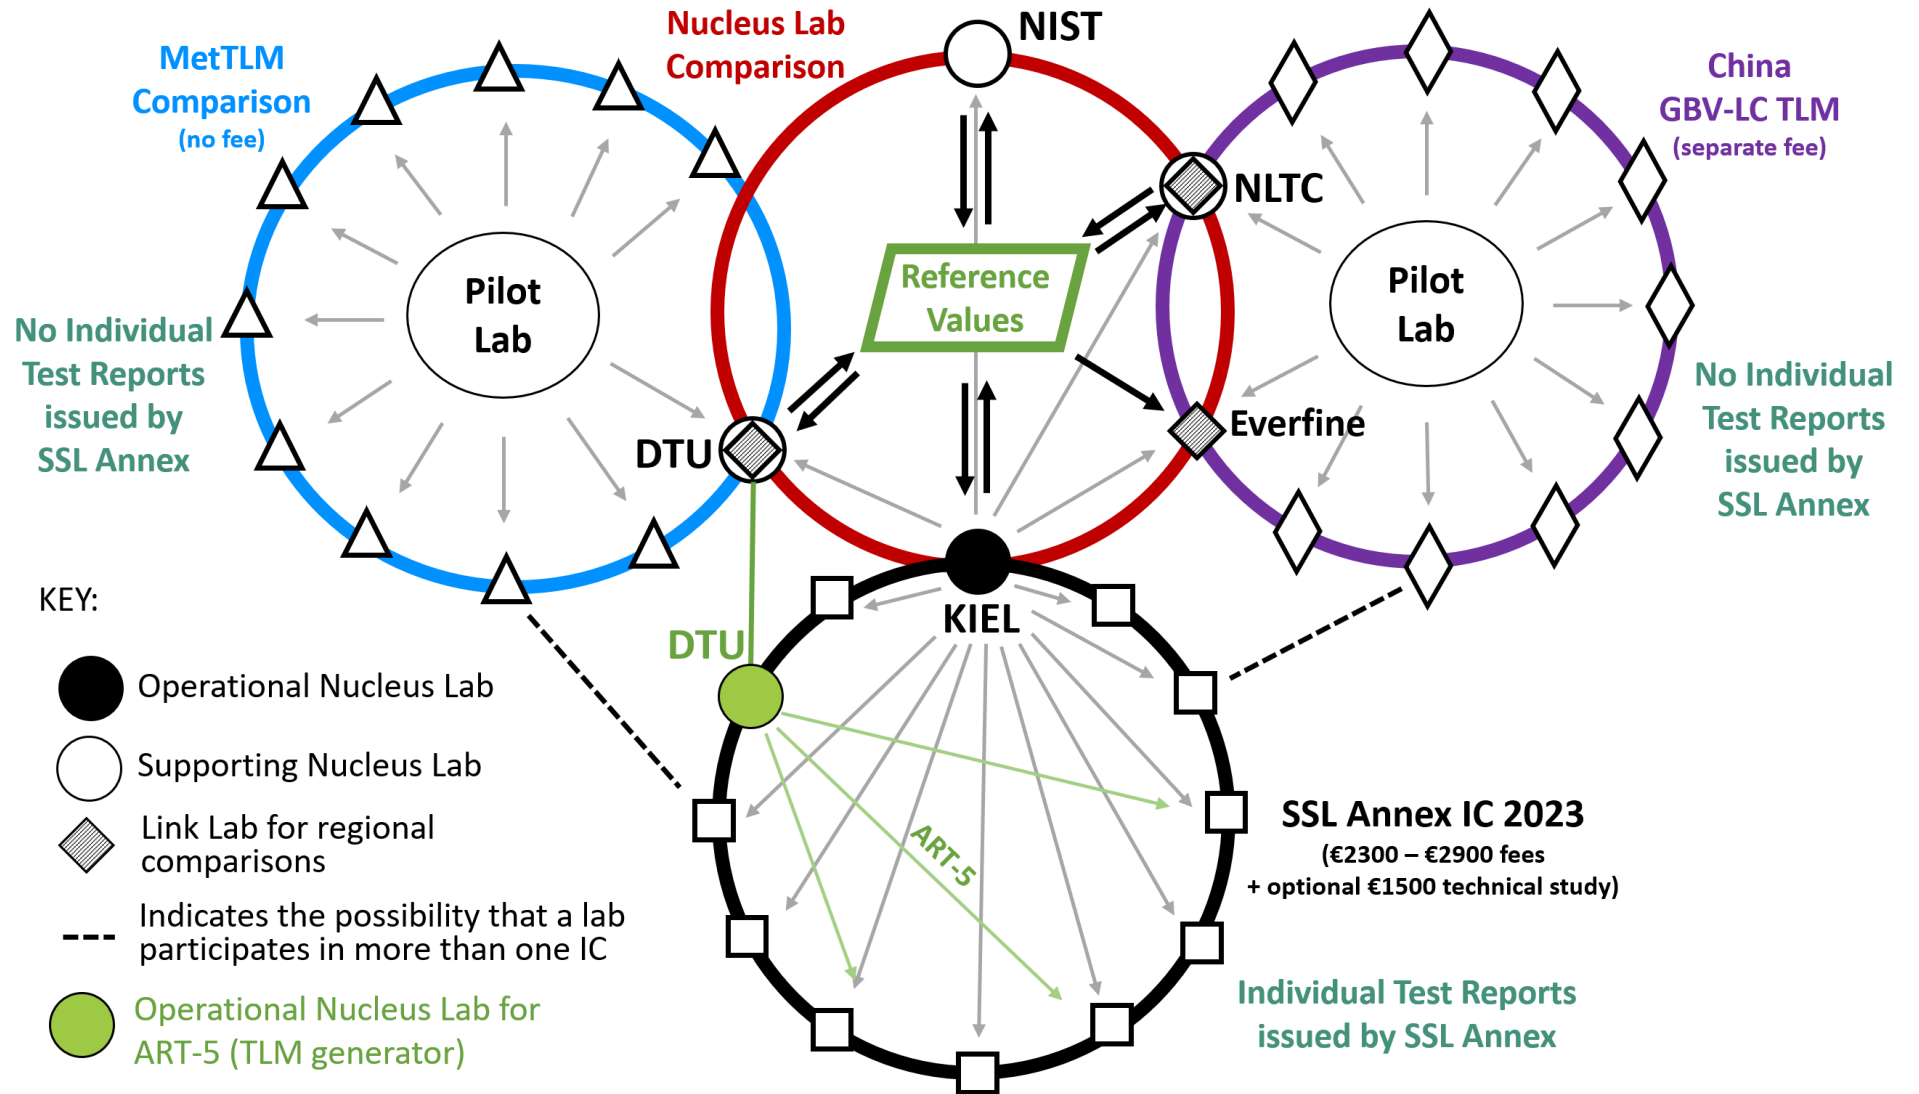 MetTLM
Comparison
(no fee)
Nucleus Lab
Comparison
NIST
China
GBV-LC TLM
(separate fee)
NLTC
Pilot
Lab
Reference
Values
Pilot
Lab
No Individual
Test Reports
issued by
SSL Annex
No Individual
Test Reports
issued by
SSL Annex
DTU
Everfine
KIEL
DTU
ART-5
SSL Annex IC 2023
(€2300 – €2900 fees
+ optional €1500 technical study)
Individual Test Reports
issued by SSL Annex
KEY:
Operational Nucleus Lab
Supporting Nucleus Lab
Link Lab for regional
comparisons
Indicates the possibility that a lab
participates in more than one IC
Operational Nucleus Lab for
ART-5 (TLM generator)